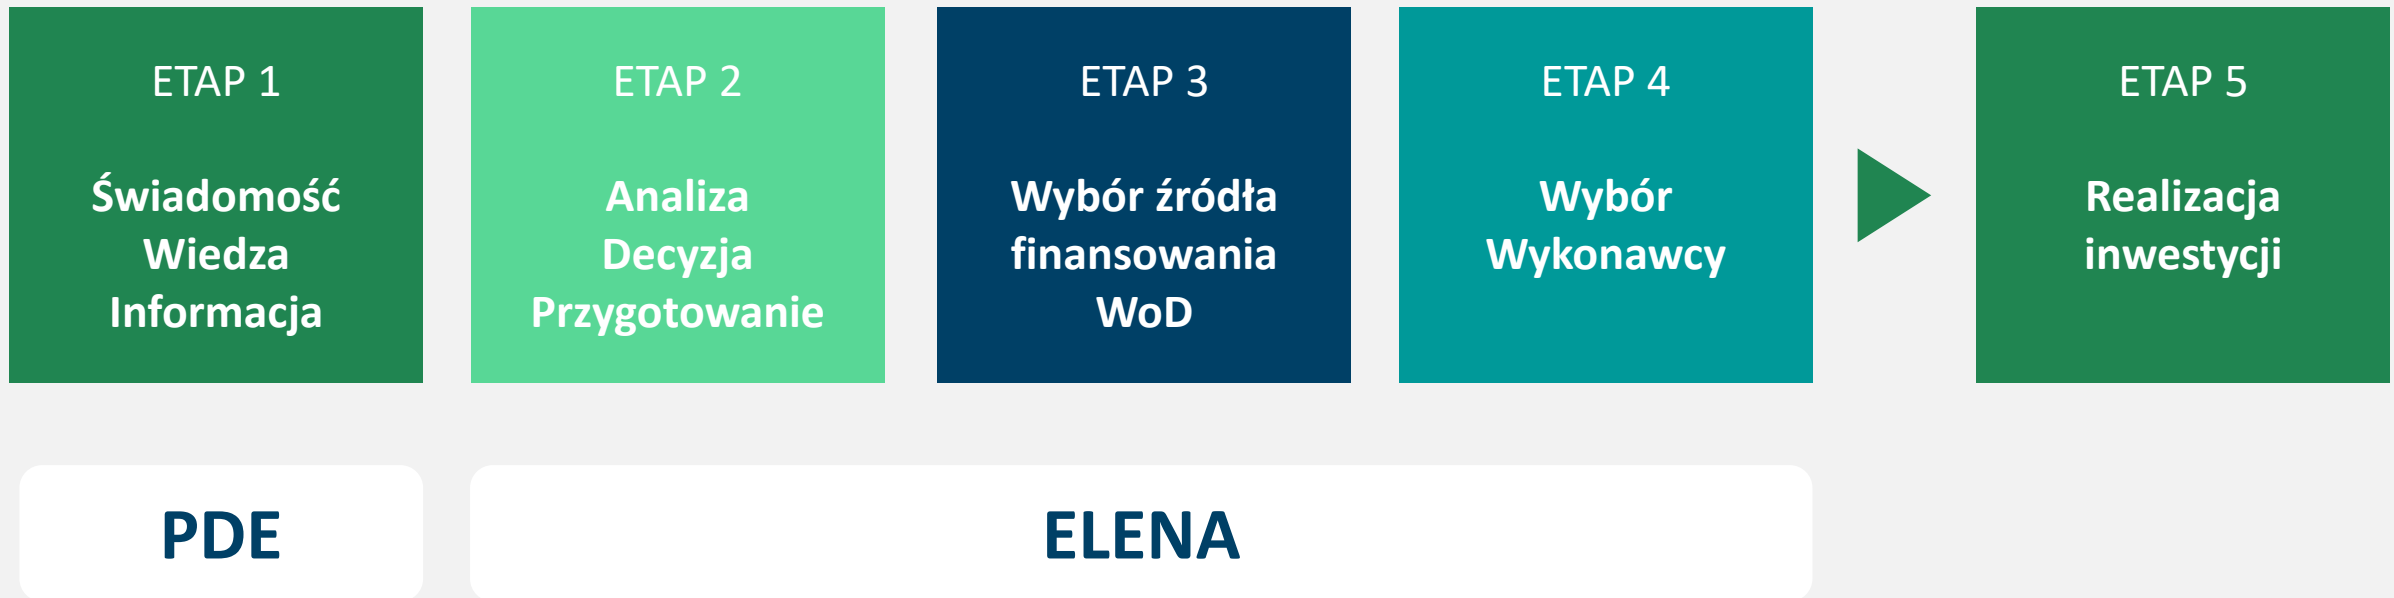 ETAP 1
Świadomość
Wiedza
Informacja
ETAP 2
Analiza
Decyzja
Przygotowanie
ETAP 3
Wybór źródła
finansowania
WoD
ETAP 4
Wybór
Wykonawcy
ETAP 5
Realizacja
inwestycji
PDE
ELENA